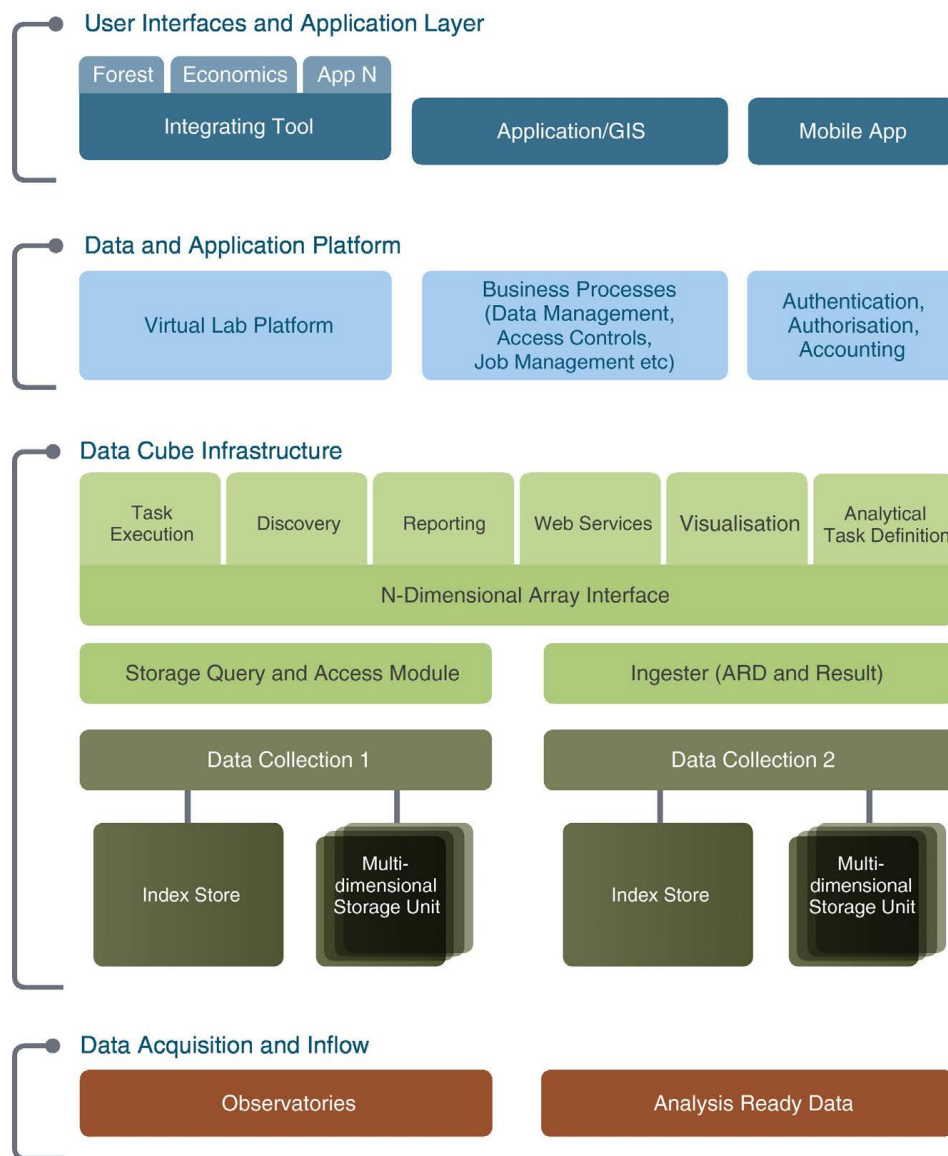 User Interfaces and Application Layer
Forest
Economics
App N
Integrating Tool
Application/GIS
Mobile App
Data and Application Platform
Virtual Lab Platform
Business Processes
(Data Management,
Access Controls,
Job Management etc)
Authentication,
Authorisation,
Accounting
Data Cube Infrastructure
Task
Execution
Discovery
Reporting
Web Services
Visualisation
Analytical
Task Definition
N-Dimensional Array Interface
Storage Query and Access Module
Ingester (ARD and Result)
Data Collection 1
Data Collection 2
Index Store
Multi-
dimensional
Storage Unit
Index Store
Multi-
dimensional
Storage Unit
Data Acquisition and Inflow
Observatories
Analysis Ready Data